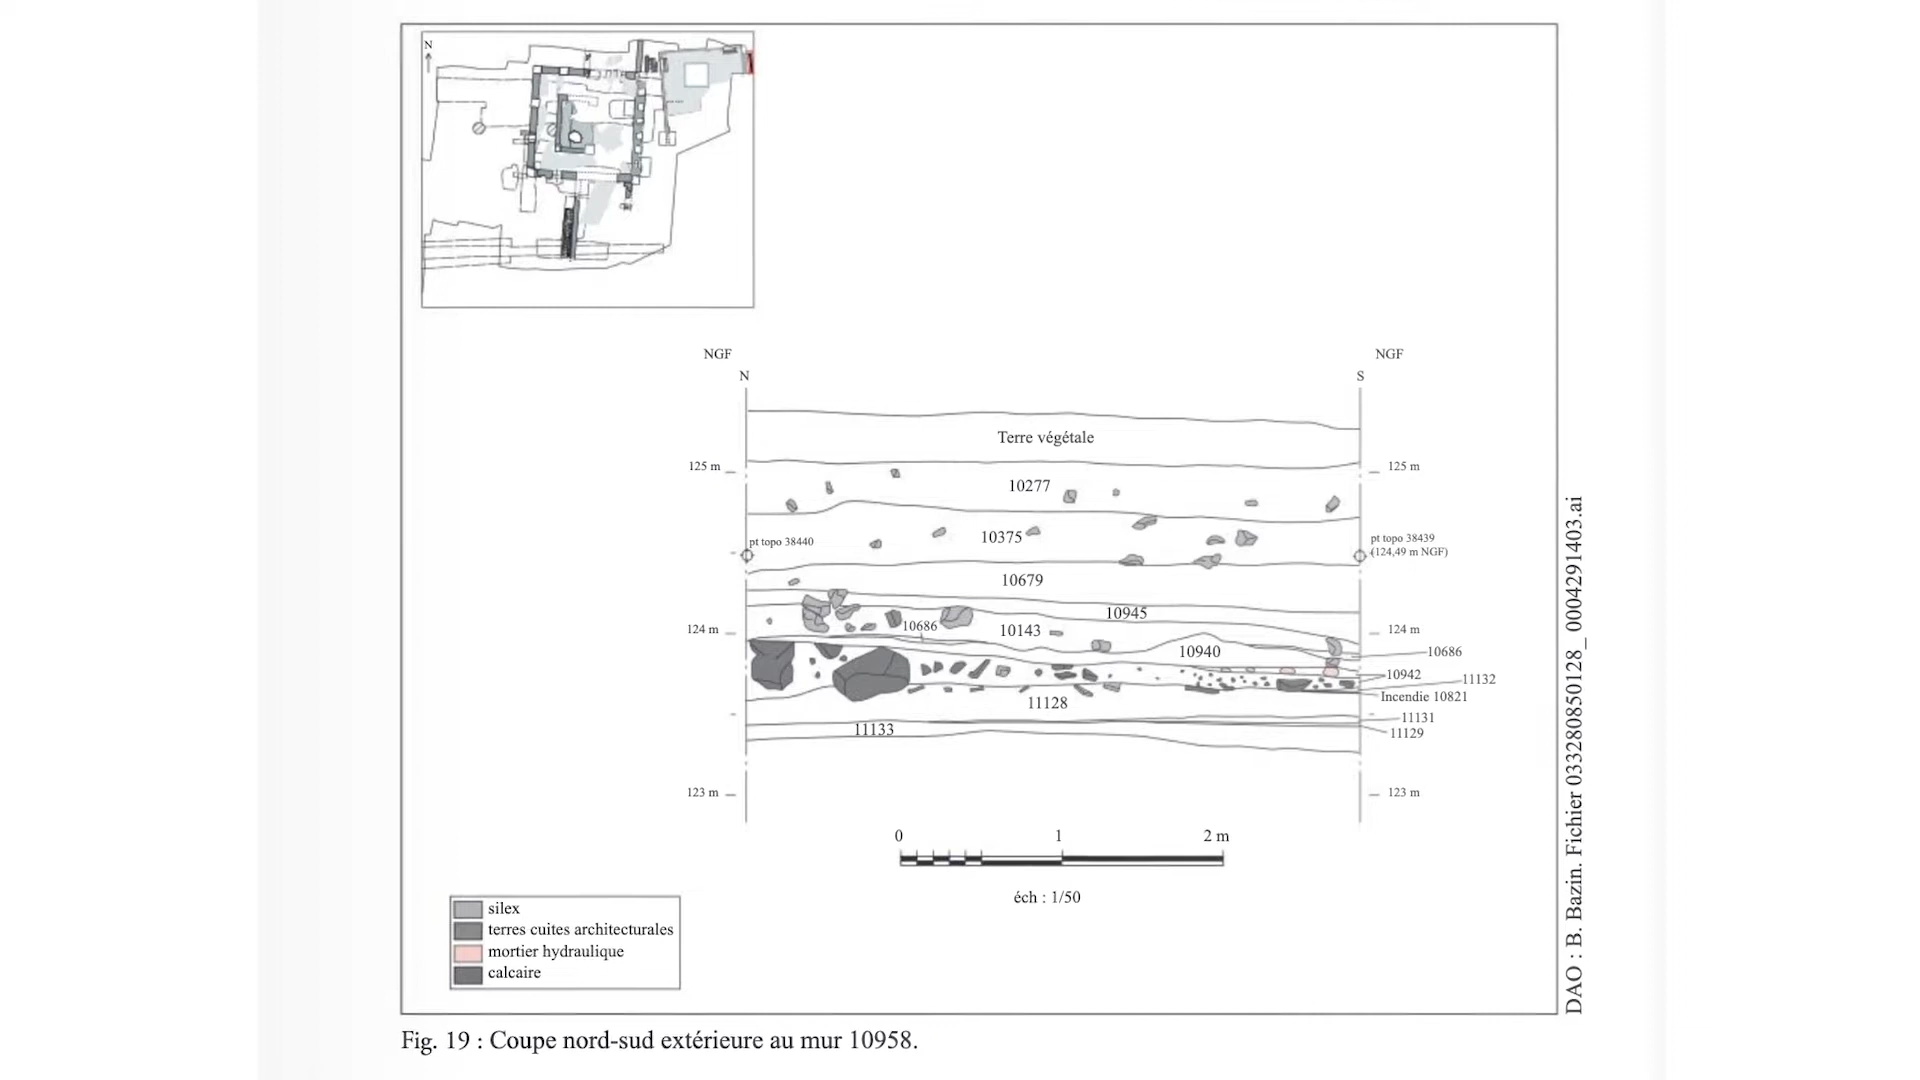 N
NGF
NGF
N
S
Terre végétale
125 m
125 m
10277
10375
pt topo 38440
pt topo 38439
(124,49 m NGF)
10679
10945
10686
10143
124 m
124 m
10940
10686
10942
11132
Incendie 10821
11128
11131
11133
11129
123 m
123 m
0
1
2 m
éch : 1/50
silex
terres cuites architecturales
mortier hydraulique
calcaire
DAO : B. Bazin. Fichier 033280850128_ 0004291403.ai
Fig. 19 : Coupe nord-sud extérieure au mur 10958.